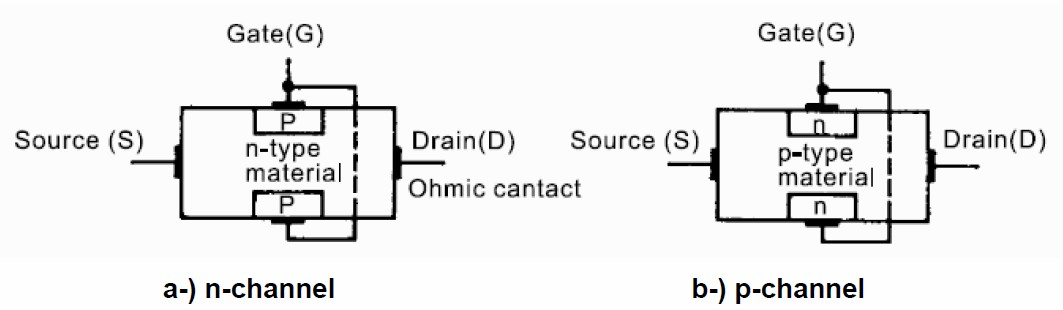 Gate(G)
Source (S)
P
n-type
material
P
Drain(D)
Ohmic cantact
a-) n-channel
Gate(G)
Source (S)
n
p-type
material
n
Drain(D)
b-) p-channel